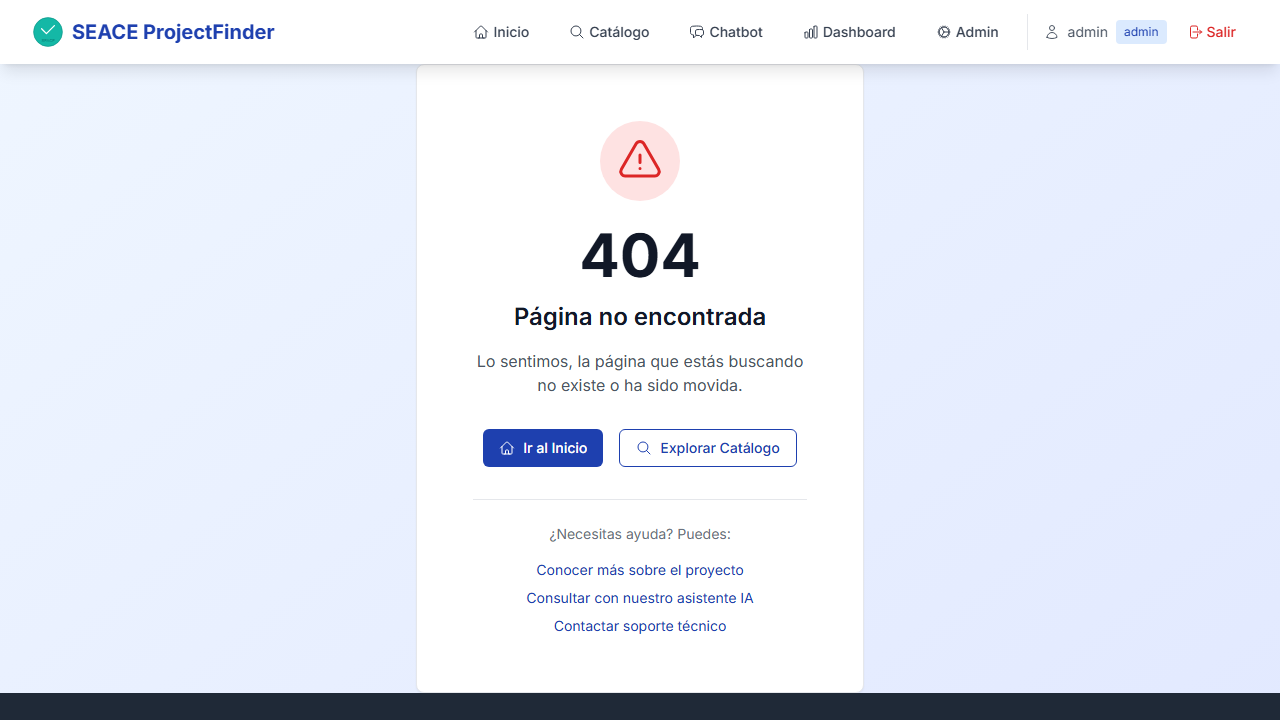 SEACE ProjectFinder
Inicio
Catálogo
Chatbot
Dashboard
Admin
admin
admin
Salir
404
Página no encontrada
Lo sentimos, la página que estás buscando
no existe o ha sido movida.
Ir al Inicio
Explorar Catálogo
¿Necesitas ayuda? Puedes:
Conocer más sobre el proyecto
Consultar con nuestro asistente IA
Contactar soporte técnico